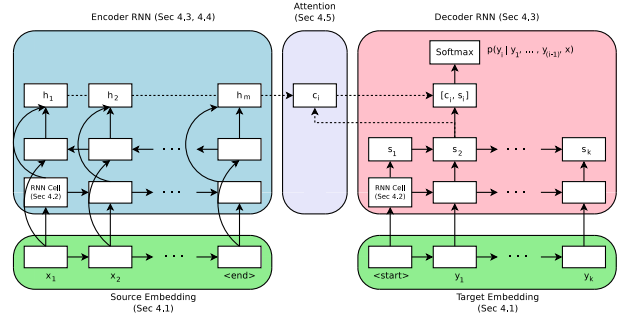 Encoder RNN (Sec 4,3, 4,4)
Attention
(Sec 4,5)
Decoder RNN (Sec 4,3)
Softmax
p(y_i | y_1, ... , y_(i-1), x)
h_1
h_2
h_m
c_i
[c_i, s_i]
s_1
s_2
s_k
RNN Cell
(Sec 4.2)
RNN Cell
(Sec 4.2)
x_1
x_2
<end>
<start>
y_1
y_k
Source Embedding
(Sec 4,1)
Target Embedding
(Sec 4,1)